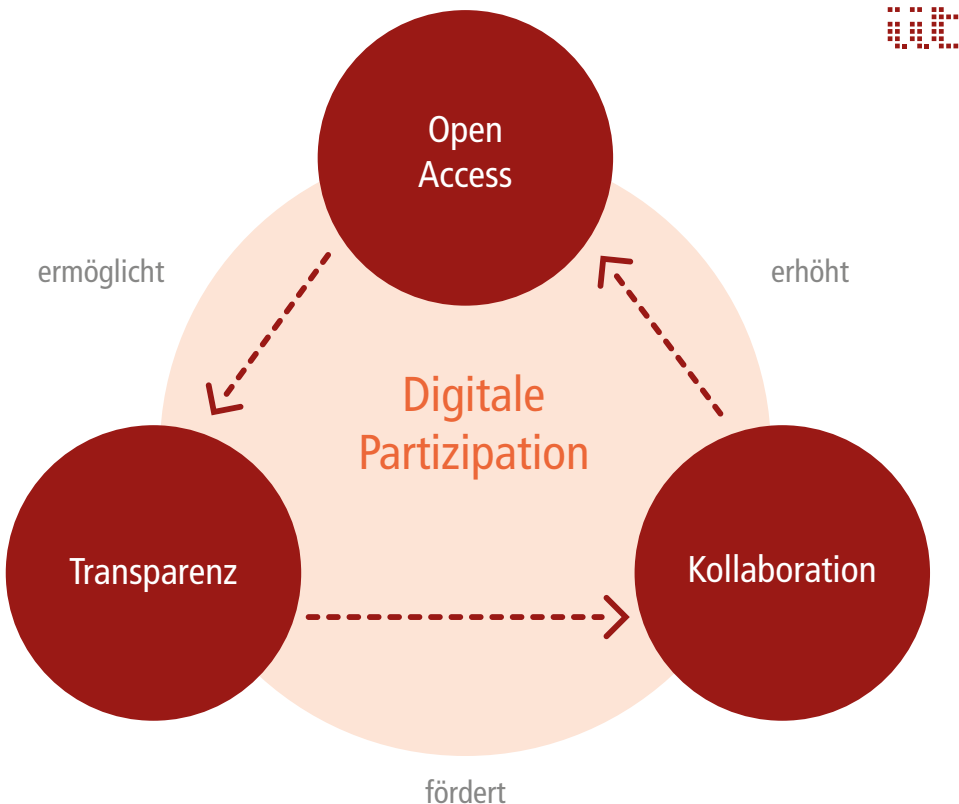 Open
Access
ermöglicht
erhöht
Digitale
Partizipation
Transparenz
Kollaboration
fördert